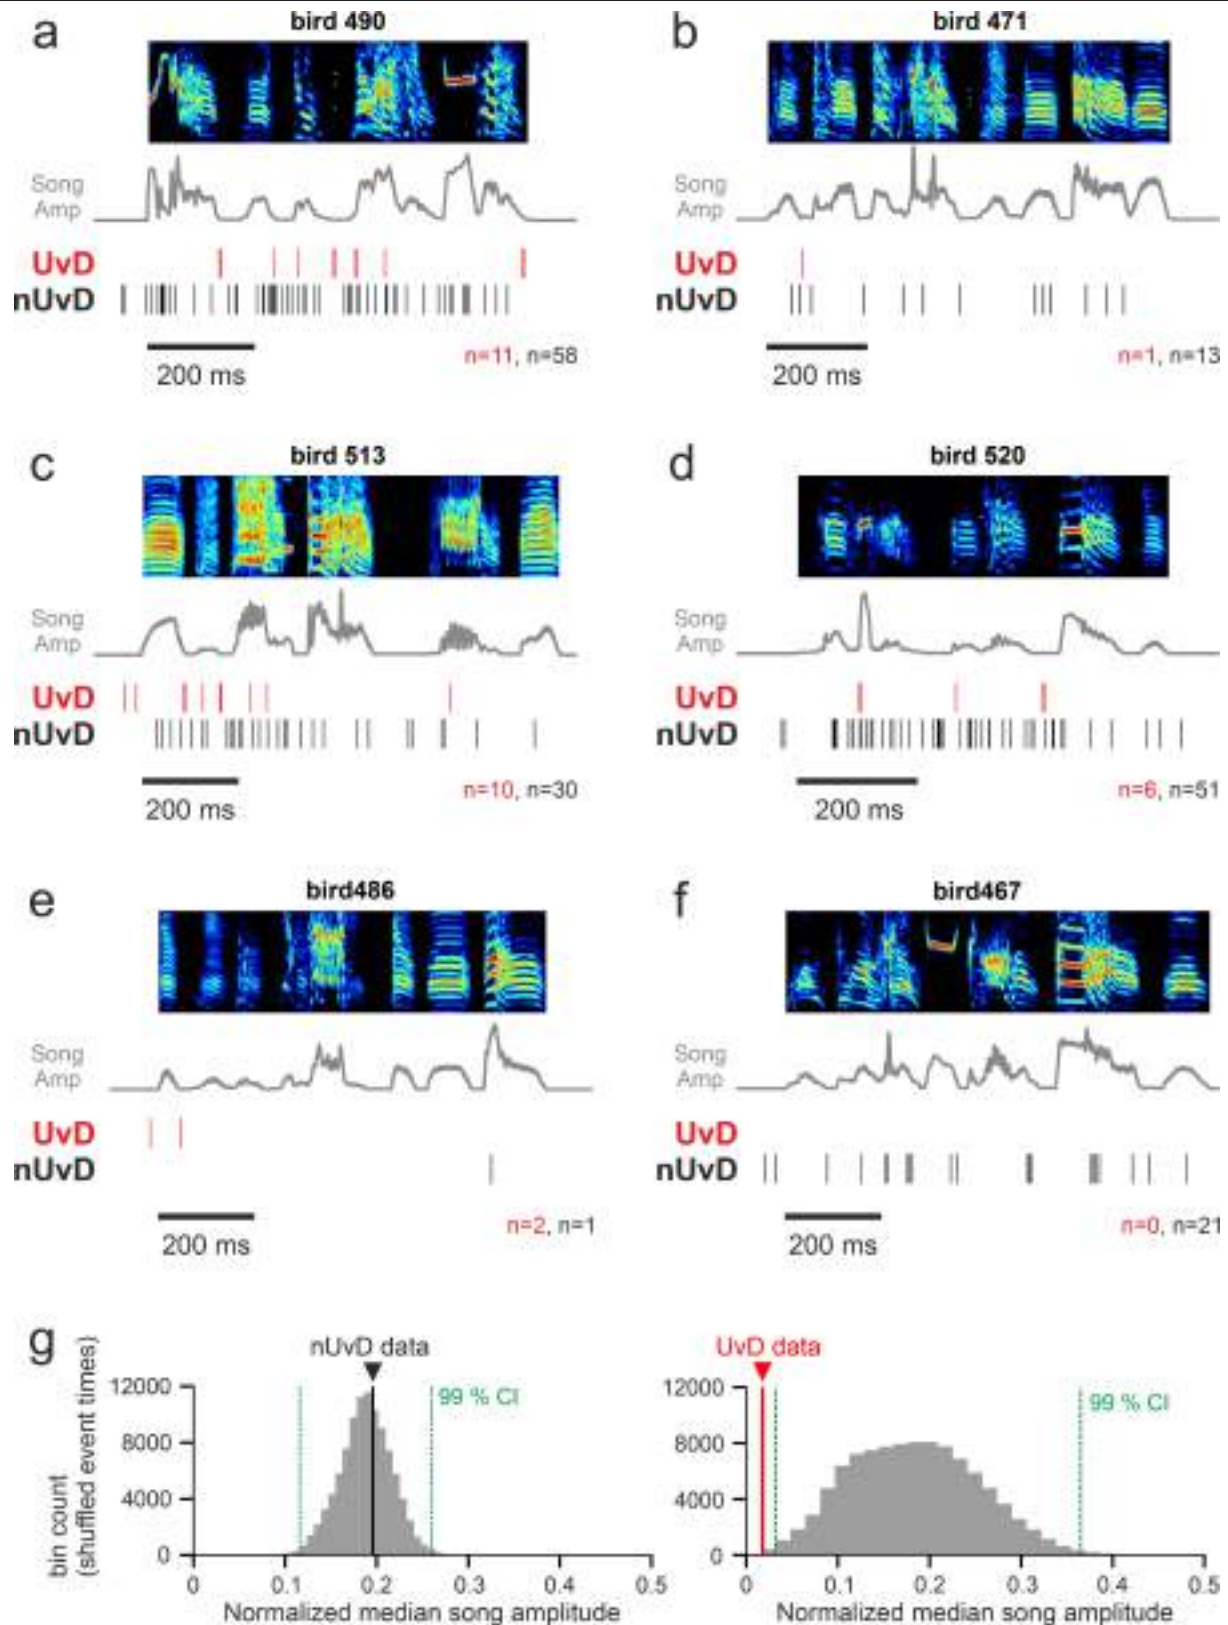 a
bird 490
Song
Amp
UvD
nUvD
200 ms
n=11, n=58
b
bird 471
Song
Amp
UvD
nUvD
200 ms
n=1, n=13
c
bird 513
Song
Amp
UvD
nUvD
200 ms
n=10, n=30
d
bird 520
Song
Amp
UvD
nUvD
200 ms
n=6, n=51
e
bird486
Song
Amp
UvD
nUvD
200 ms
n=2, n=1
f
bird467
Song
Amp
UvD
nUvD
200 ms
n=0, n=21
g
bin count
(shuffled event times)
nUvD data
99 % CI
12000
8000
4000
0
0 0.1 0.2 0.3 0.4 0.5
Normalized median song amplitude
UvD data
99 % CI
12000
8000
4000
0
0 0.1 0.2 0.3 0.4 0.5
Normalized median song amplitude